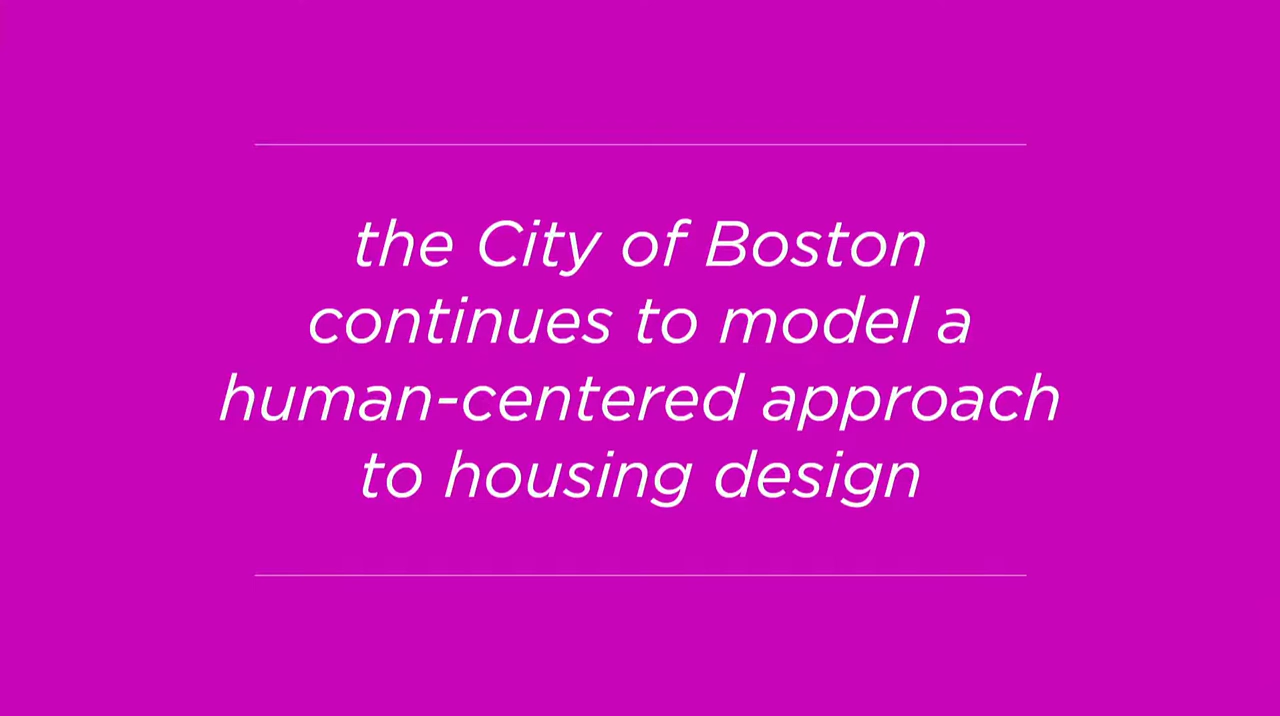 the City of Boston
continues to model a
human-centered approach
to housing design